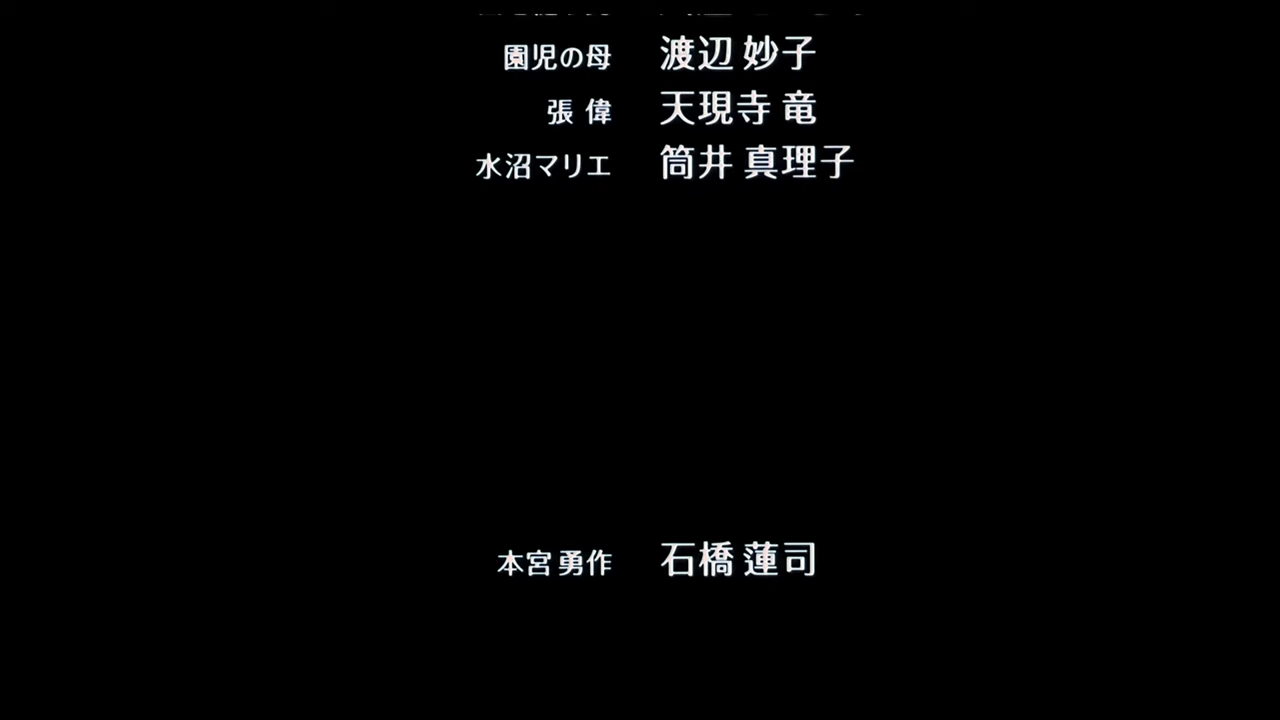 園児の母 渡辺 妙子
張 偉 天現寺 竜
水沼マリエ 筒井 真理子
本宮 勇作 石橋 蓮司